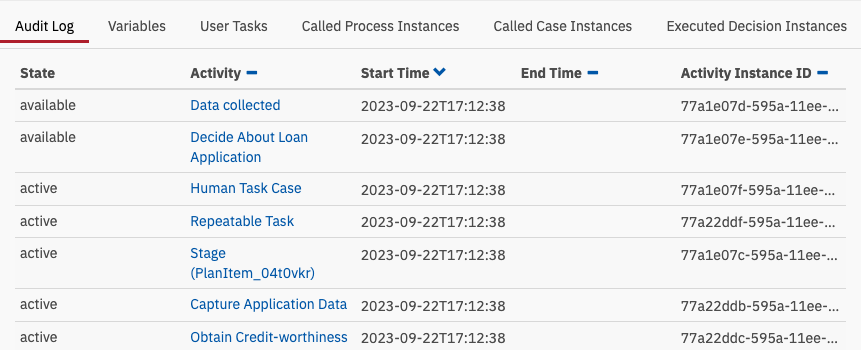 Audit Log Variables User Tasks Called Process Instances Called Case Instances Executed Decision Instances
State Activity Start Time End Time Activity Instance ID
available Data collected 2023-09-22T17:12:38 77a1e07d-595a-11ee-...
available Decide About Loan 2023-09-22T17:12:38 77a1e07e-595a-11ee-...
Application
active Human Task Case 2023-09-22T17:12:38 77a1e07f-595a-11ee-...
active Repeatable Task 2023-09-22T17:12:38 77a22ddf-595a-11ee-...
active Stage 2023-09-22T17:12:38 77a1e07c-595a-11ee-...
(PlanItem_04t0vkr)
active Capture Application Data 2023-09-22T17:12:38 77a22ddb-595a-11ee-...
active Obtain Credit-worthiness 2023-09-22T17:12:38 77a22ddc-595a-11ee-...